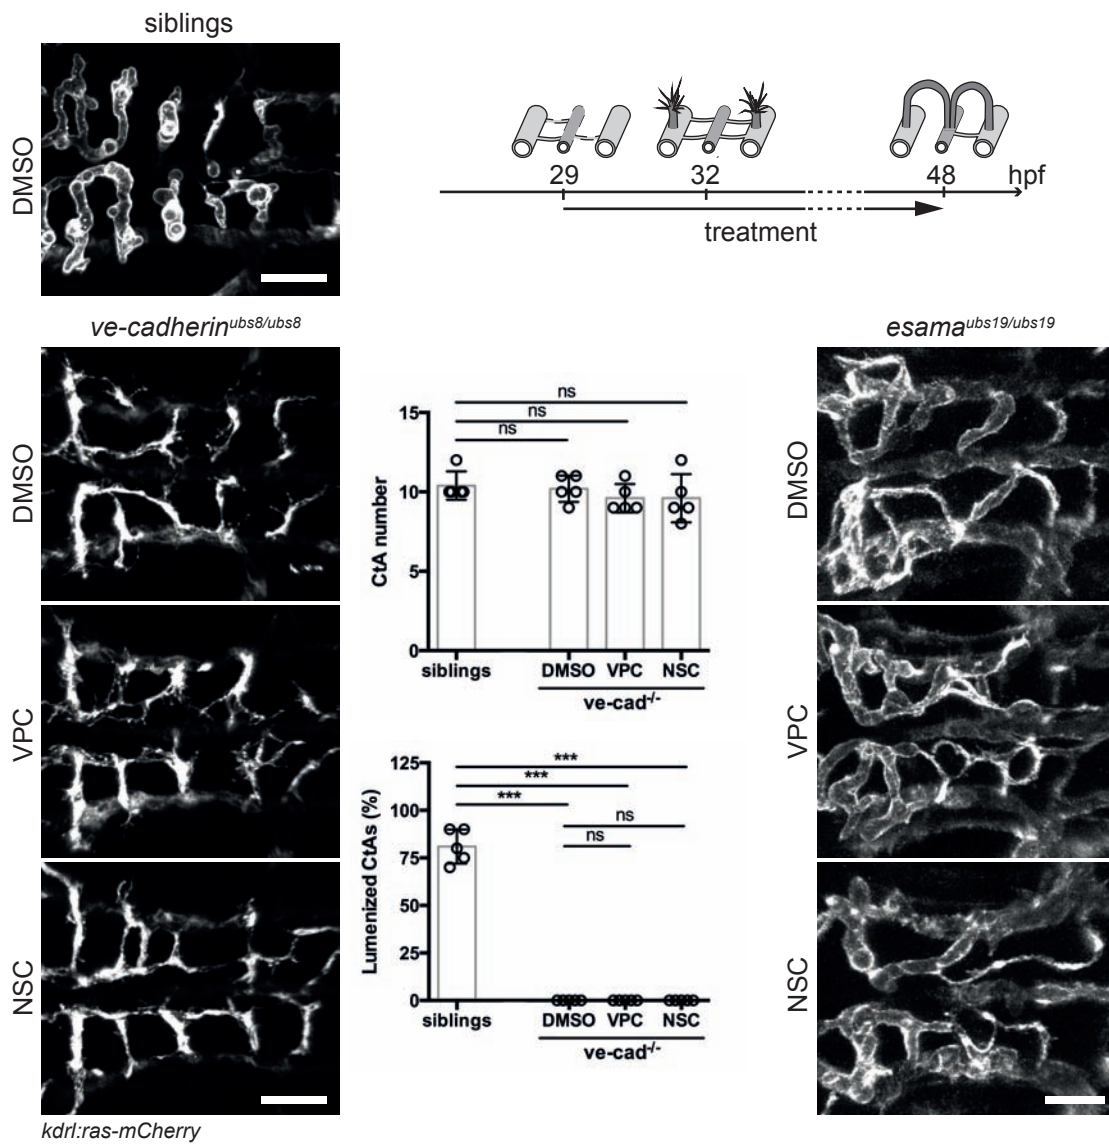 siblings
DMSO
29
32
48
hpf
treatment
ve-cadherin^ubs8/ubs8
esama^ubs19/ubs19
DMSO
VPC
NSC
kdrl:ras-mCherry
ns
ns
ns
15
10
5
0
CtA number
siblings
DMSO VPC NSC
ve-cad^-/-
***
***
***
ns
ns
125
100
75
50
25
0
Lumenized CtAs (%)
siblings
DMSO VPC NSC
ve-cad^-/-
DMSO
VPC
NSC